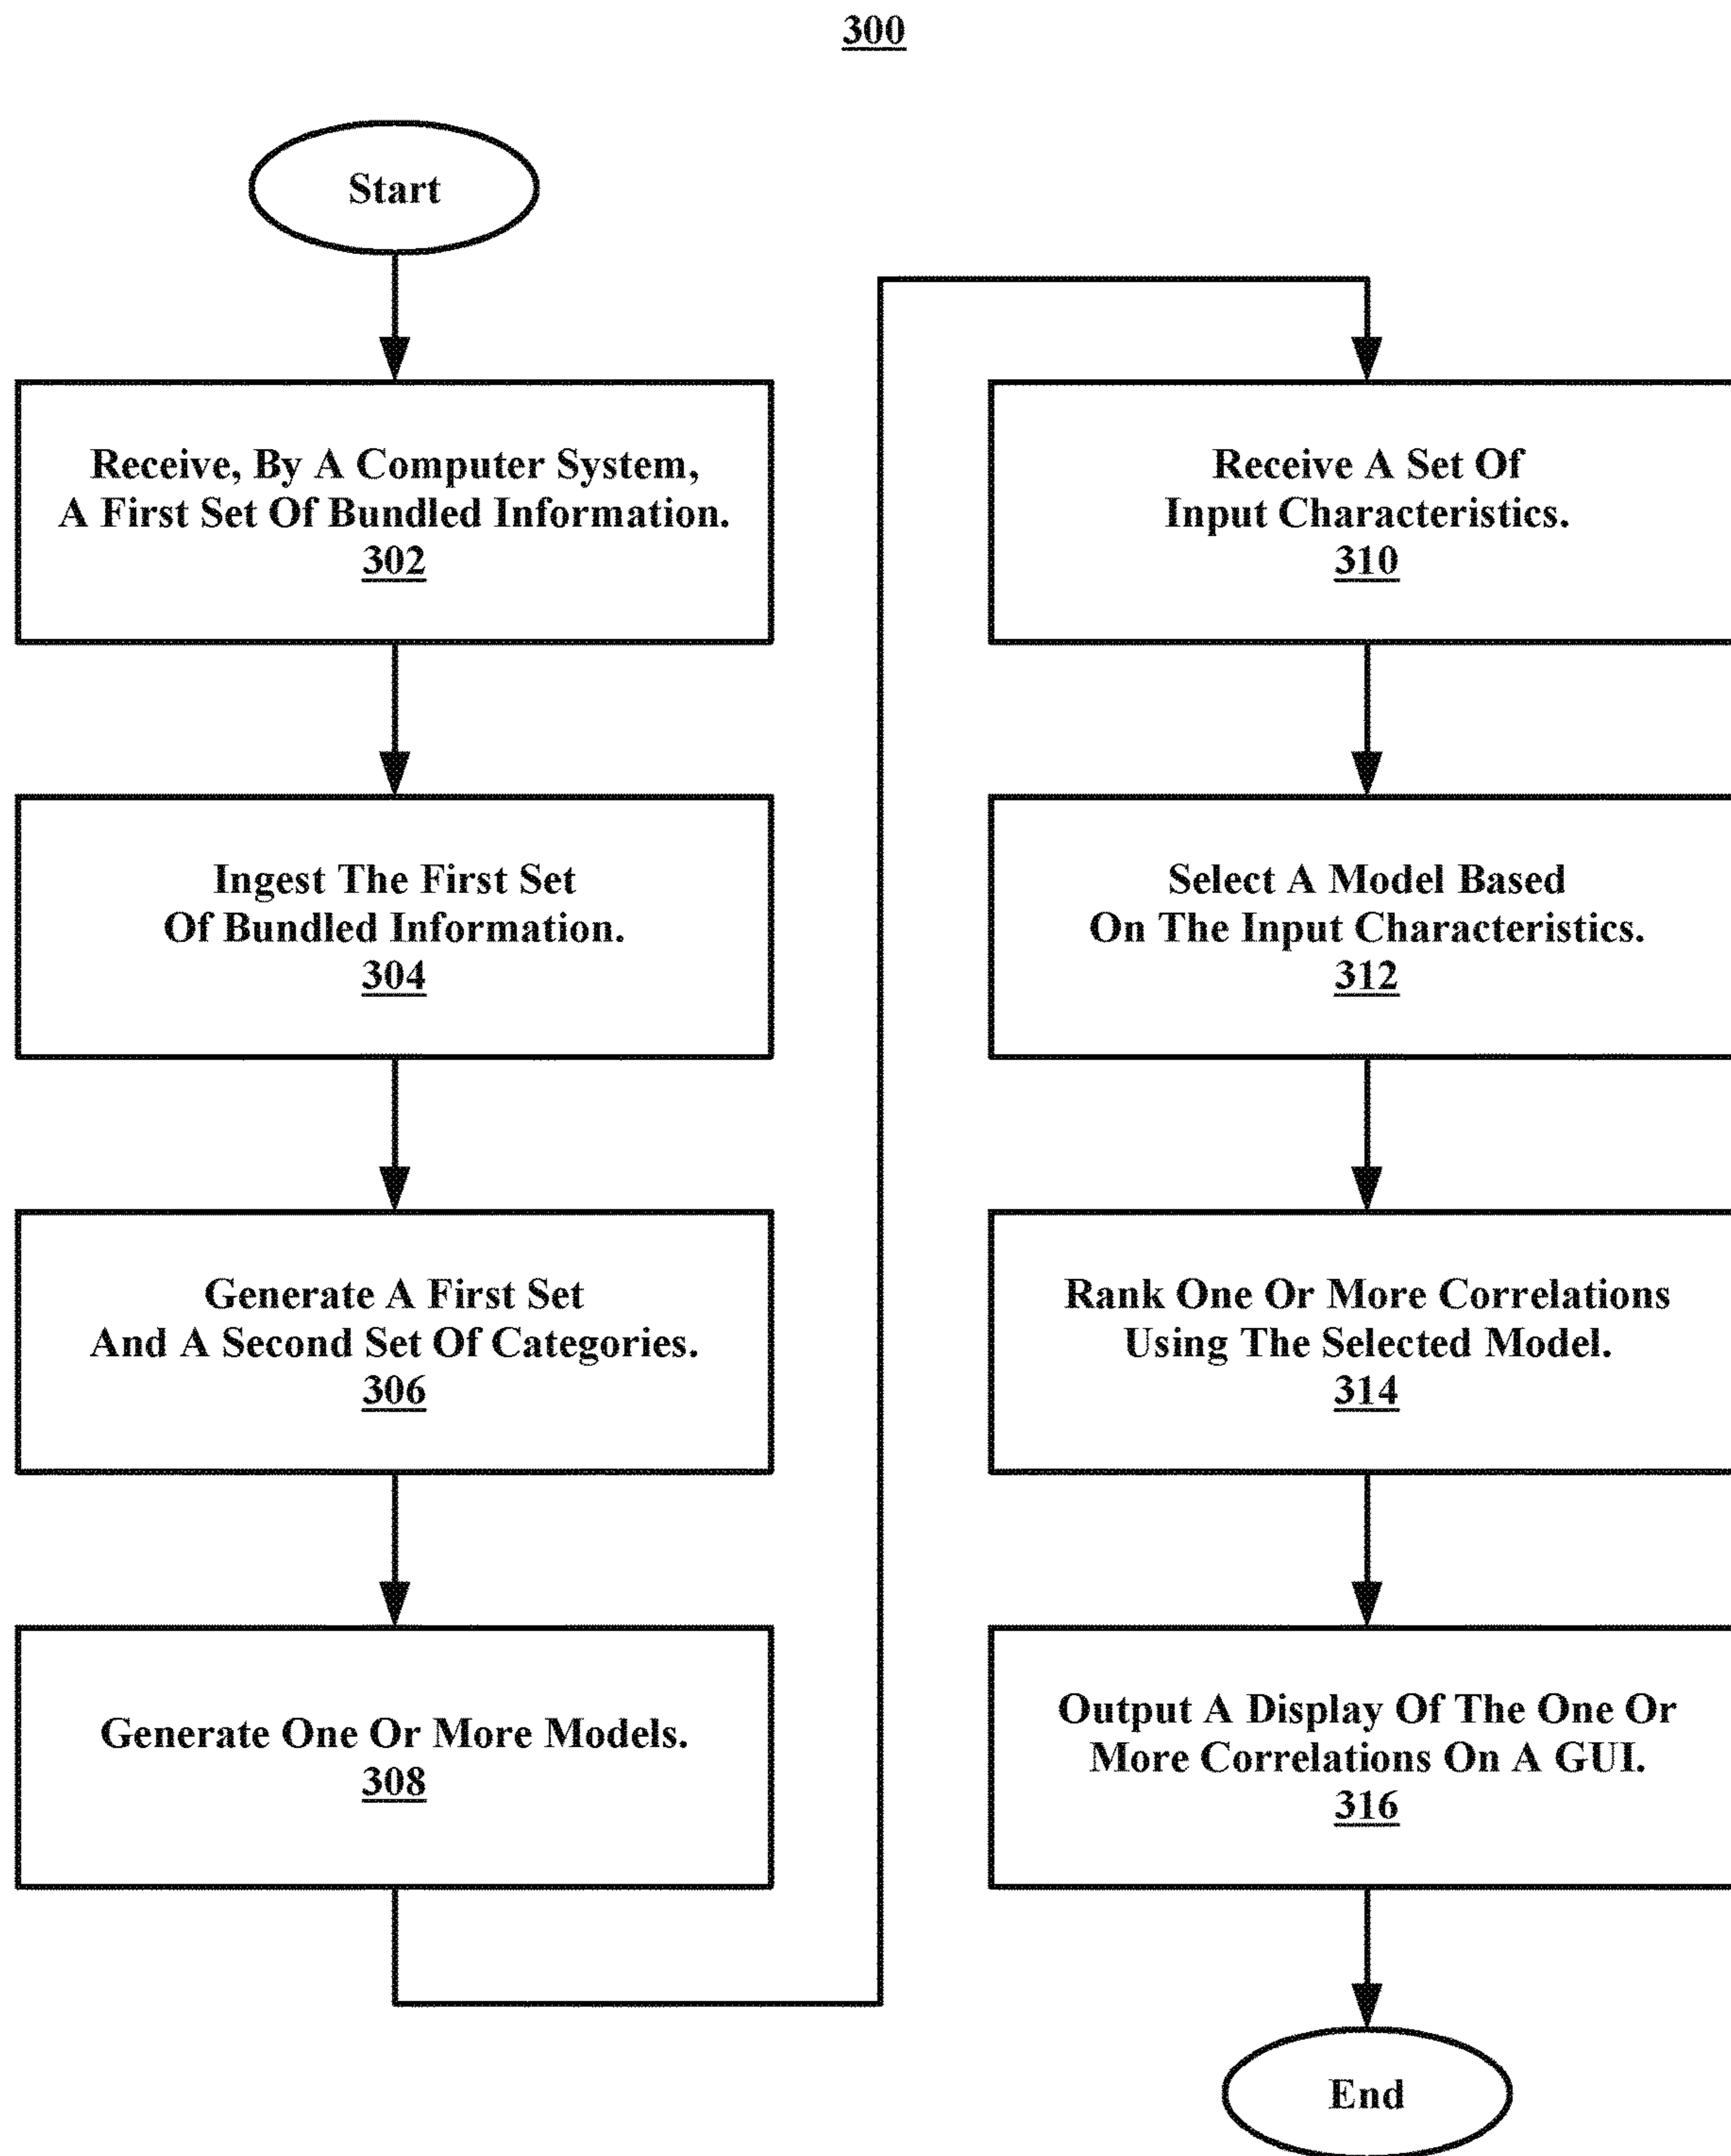 300
Start
Receive, By A Computer System,
A First Set Of Bundled Information.
302
Ingest The First Set
Of Bundled Information.
304
Generate A First Set
And A Second Set Of Categories.
306
Generate One Or More Models.
308
Receive A Set Of
Input Characteristics.
310
Select A Model Based
On The Input Characteristics.
312
Rank One Or More Correlations
Using The Selected Model.
314
Output A Display Of The One Or
More Correlations On A GUI.
316
End